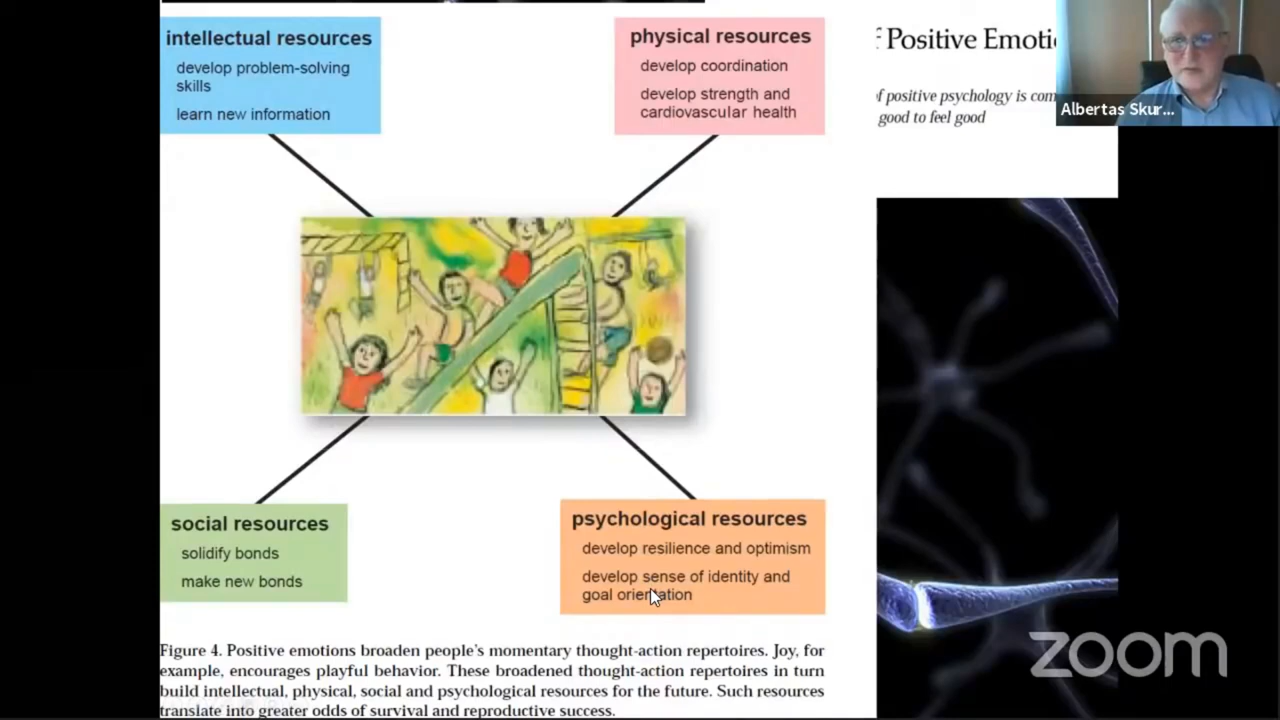 intellectual resources
develop problem-solving
skills
learn new information
physical resources
develop coordination
develop strength and
cardiovascular health
f Positive
of positive psychology is
good to feel good
Albertas Skur...
social resources
solidify bonds
make new bonds
psychological resources
develop resilience and optimism
develop sense of identity and
goal orientation
Figure 4. Positive emotions broaden people's momentary thought-action repertoires. Joy, for
example, encourages playful behavior. These broadened thought-action repertoires in turn
build intellectual, physical, social and psychological resources for the future. Such resources
translate into greater odds of survival and reproductive success.
zoom